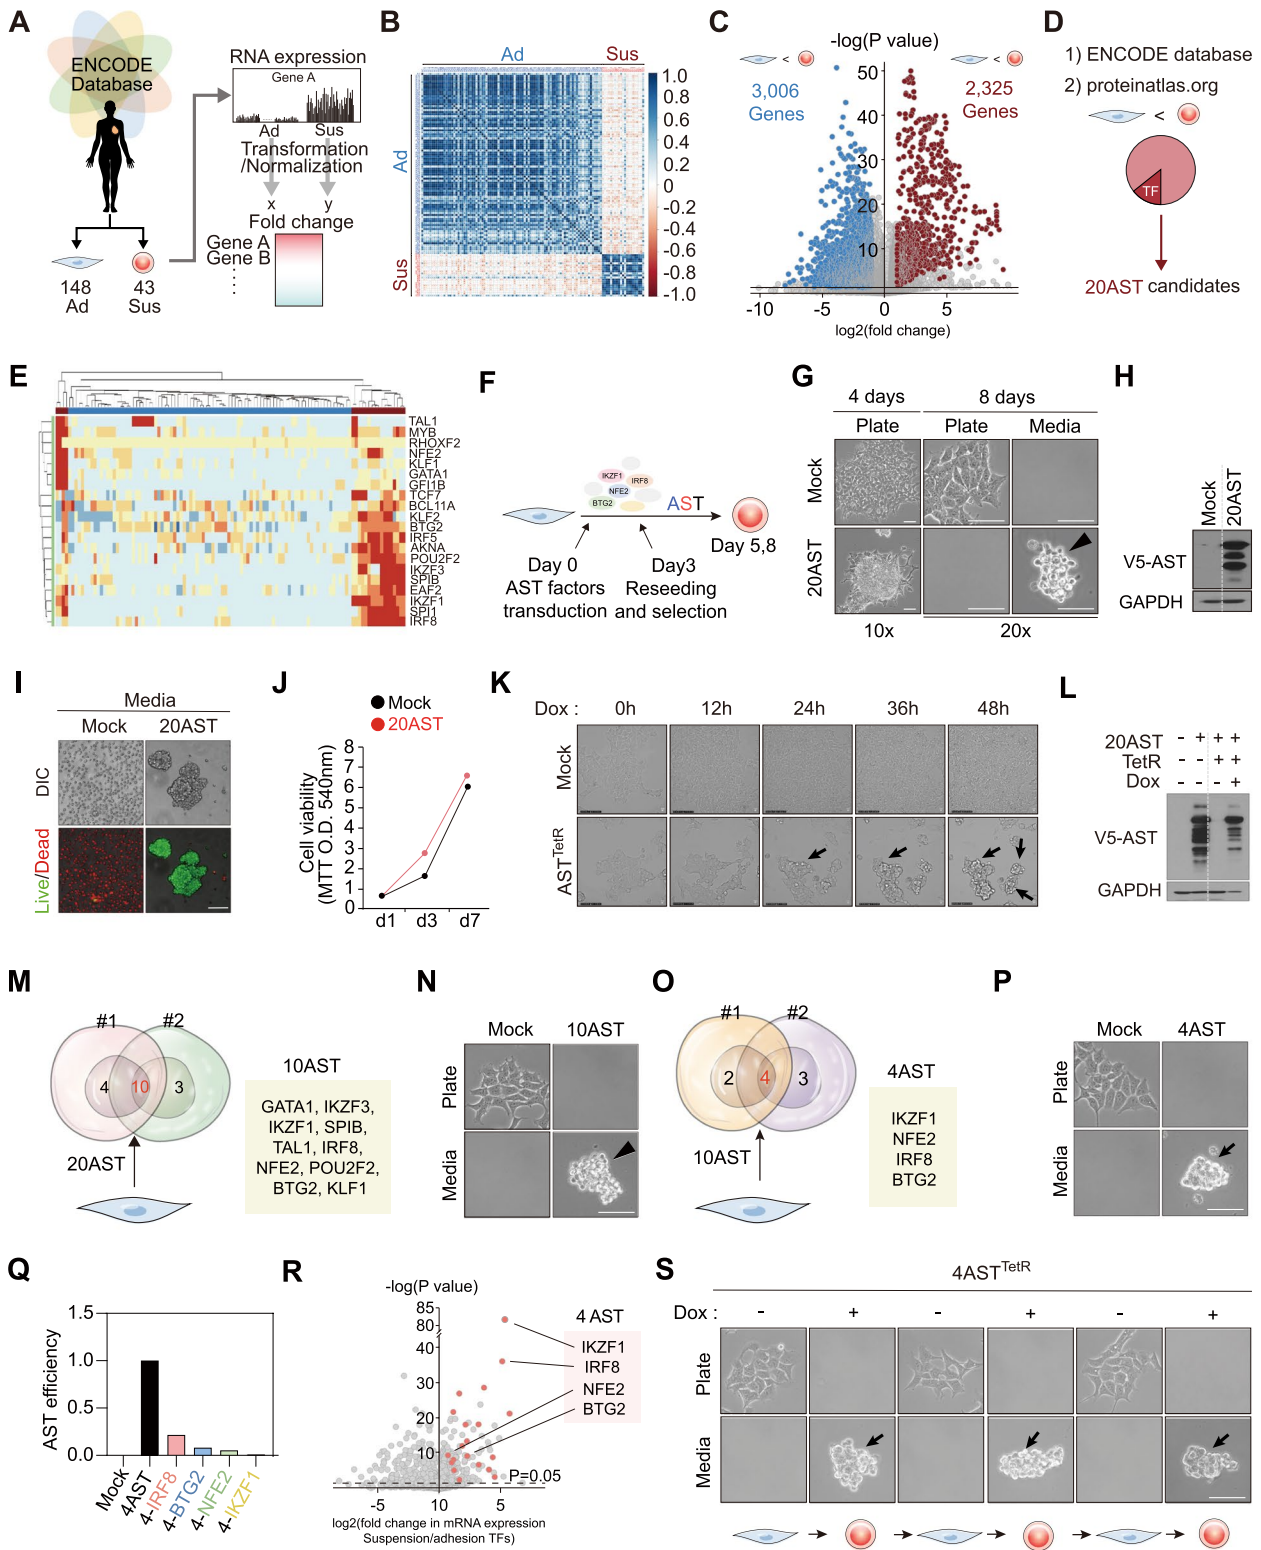 A
ENCODE
Database
148
Ad
43
Sus
RNA expression
Gene A
Ad
Sus
Transformation
/Normalization
x
y
Fold change
Gene A
Gene B
B
Ad
Sus
Ad
Sus
1.0
0.8
0.6
0.4
0.2
0
-0.2
-0.4
-0.6
-0.8
-1.0
C
-log(P value)
<
<
3,006
Genes
2,325
Genes
50
40
30
20
10
-10
-5
0
5
log2(fold change)
D
1) ENCODE database
2) proteinatlas.org
<
TF
20AST candidates
E
TAL1
MYB
RHOXF2
NFE2
KLF1
GATA1
GFI1B
TCF7
BCL11A
KLF2
BTG2
IRF5
AKNA
POU2F2
IKZF3
SPIB
EAF2
IKZF1
SPI1
IRF8
F
IKZF1
IRF8
NFE2
BTG2
AST
Day 5,8
Day 0
AST factors
transduction
Day3
Reseeding
and selection
G
4 days
8 days
Plate
Plate
Media
Mock
20AST
10x
20x
H
Mock
20AST
V5-AST
GAPDH
I
Media
Mock
20AST
DIC
Live/Dead
J
Mock
20AST
Cell viability
(MTT O.D. 540nm)
8
7
6
5
4
3
2
1
0
d1
d3
d7
K
Dox :
0h
12h
24h
36h
48h
Mock
ASTTetR
L
20AST - + + +
TetR + +
Dox - - - +
V5-AST
GAPDH
M
#1
#2
4
10
3
20AST
10AST
GATA1, IKZF3,
IKZF1, SPIB,
TAL1, IRF8,
NFE2, POU2F2,
BTG2, KLF1
N
Mock
10AST
Plate
Media
O
#1
#2
2
4
3
10AST
4AST
IKZF1
NFE2
IRF8
BTG2
P
Mock
4AST
Plate
Media
Q
AST efficiency
1.5
1.0
0.5
0.0
Mock
4AST
4-IRF8
4-BTG2
4-NFE2
4-IKZF1
R
-log(P value)
85
80
40
30
20
10
4 AST
IKZF1
IRF8
NFE2
BTG2
P=0.05
-5
10
5
log2(fold change in mRNA expression
Suspension/adhesion TFs)
S
4ASTTetR
Dox : - + - + - +
Plate
Media